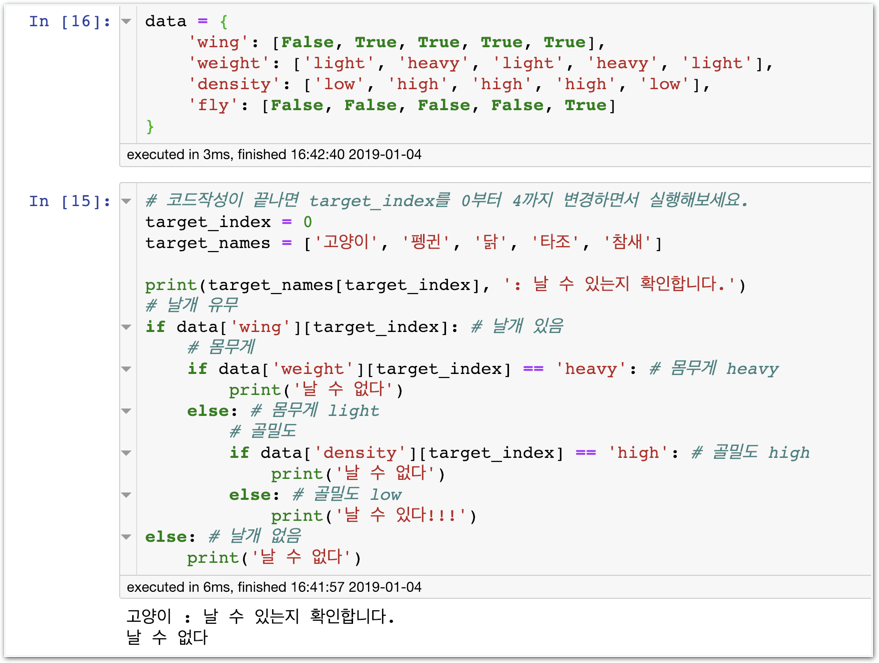 In [16]:
data = {
    'wing': [False, True, True, True, True],
    'weight': ['light', 'heavy', 'light', 'heavy', 'light'],
    'density': ['low', 'high', 'high', 'high', 'low'],
    'fly': [False, False, False, False, True]
}
executed in 3ms, finished 16:42:40 2019-01-04
In [15]:
# 코드작성이 끝나면 target_index를 0부터 4까지 변경하면서 실행해보세요.
target_index = 0
target_names = ['고양이', '펭귄', '닭', '타조', '참새']
print(target_names[target_index], ': 날 수 있는지 확인합니다.')
# 날개 유무
if data['wing'][target_index]: # 날개 있음
    # 몸무게
    if data['weight'][target_index] == 'heavy': # 몸무게 heavy
        print('날 수 없다')
    else: # 몸무게 light
        # 골밀도
        if data['density'][target_index] == 'high': # 골밀도 high
            print('날 수 없다')
        else: # 골밀도 low
            print('날 수 있다!!!')
else: # 날개 없음
    print('날 수 없다')
executed in 6ms, finished 16:41:57 2019-01-04
고양이 : 날 수 있는지 확인합니다.
날 수 없다